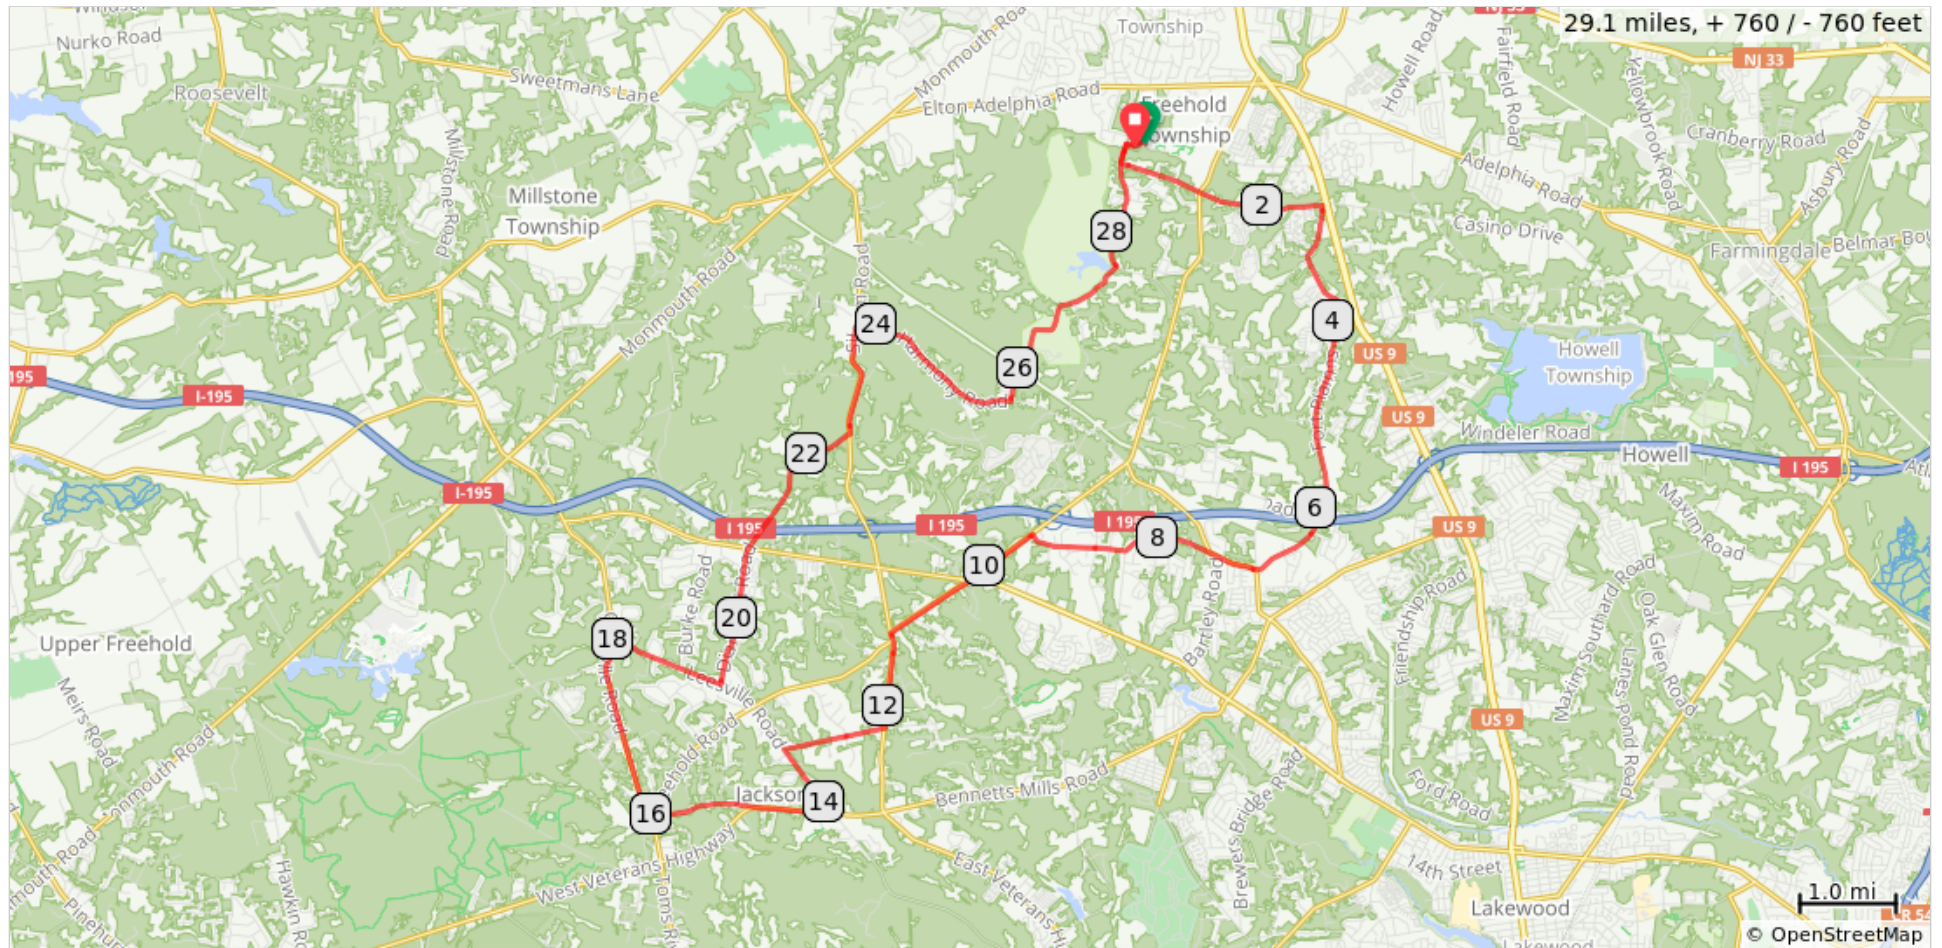 29.1 miles, + 760 / - 760 feet
Township
Nurko Road
Monmouth Road
Howell Road
Fairfield Road
NJ 33
Sweetmans Lane
Roosevelt
Elton Adelphia Road
Freehold
Township
Yellowbrook Road
Cranberry Road
Millstone Road
Adelphia Road
Asbury Road
Millstone
Township
2
Casino Drive
Farmingdale
28
Monmouth Road
24
4
Howell
Township
US 9
26
Harmony Road
195
I-195
US 9
Windeler Road
Howell
22
I 195
I-195
6
Maxim Road
I 195
I 195
US 9
8
10
Burke Road
Bartley Road
Friendship Road
Maxim Southard Road
Oak Glen Road
20
18
Upper Freehold
Leesville Road
Meirs Road
12
US 9
Monmouth Road
Lanes pond Road
Jackson
14
Bennetts Mills Road
16
Ford Road
Brewers Bridge Road
14th Street
West Veterans Highway
East Veterans
Lakewood
1.0 mi
© OpenStreetMap
Lakewood